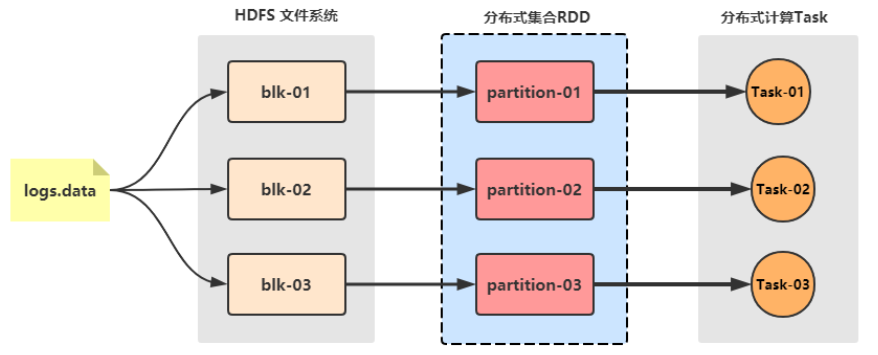 HDFS 文件系统
分布式集合RDD
分布式计算Task
blk-01
partition-01
Task-01
logs.data
blk-02
partition-02
Task-02
blk-03
partition-03
Task-03